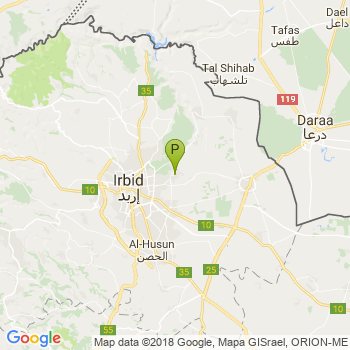 Dael
داعل
Tafas
طفس
Tal Shihab
تلشهاب
35
119
Daraa
درعا
P
Irbid
إربد
10
10
10
Al-Husun
الحصن
35
25
55
Google
Map data ©2018 Google, Mapa GISrael, ORION-ME